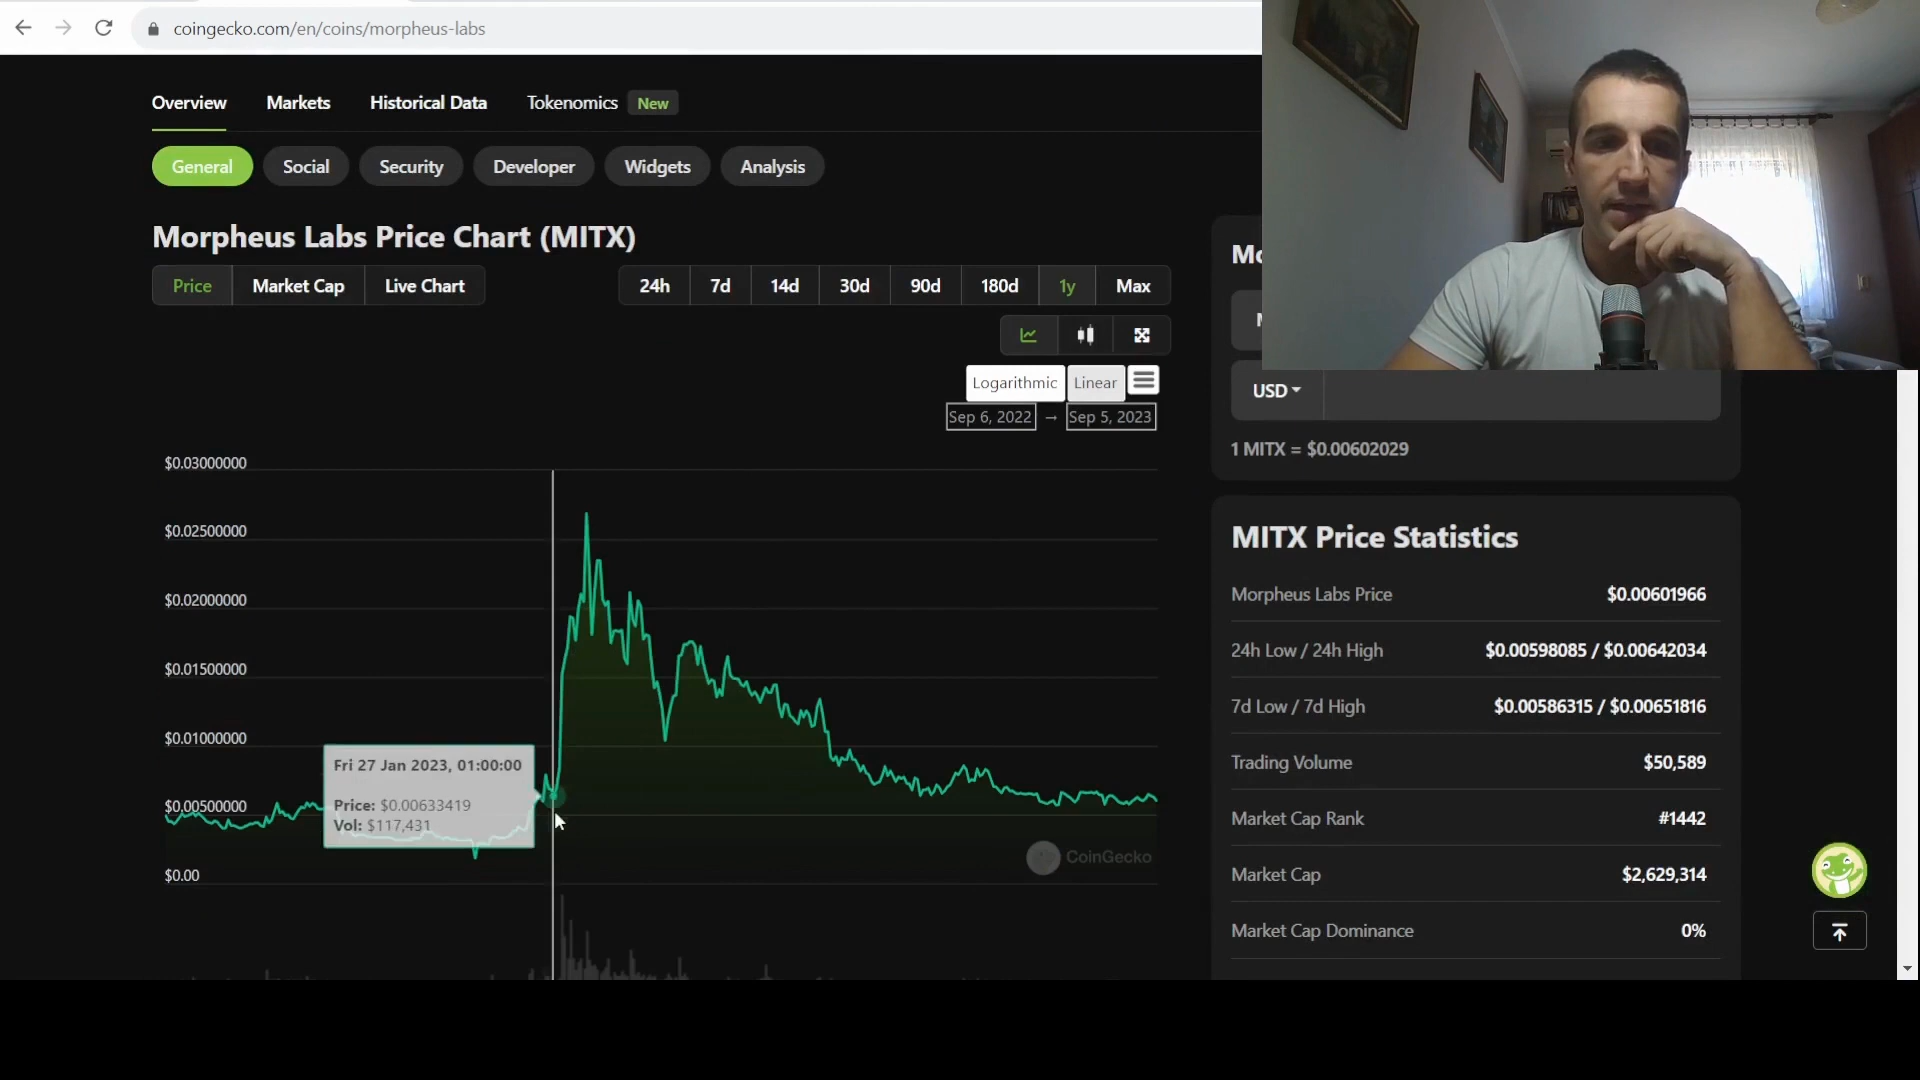 coingecko.com/en/coins/morpheus-labs
Overview Markets Historical Data Tokenomics New
General Social Security Developer Widgets Analysis
Morpheus Labs Price Chart (MITX)
Price Market Cap Live Chart 24h 7d 14d 30d 90d 180d 1y Max
Logarithmic Linear
Sep 6, 2022 → Sep 5, 2023
$0.03000000
$0.02500000
$0.02000000
$0.01500000
$0.01000000
$0.00500000
$0.00
Fri 27 Jan 2023, 01:00:00
Price: $0.00633419
Vol: $117,431
CoinGecko
USD
1 MITX = $0.00602029
MITX Price Statistics
Morpheus Labs Price $0.00601966
24h Low / 24h High $0.00598085 / $0.00642034
7d Low / 7d High $0.00586315 / $0.00651816
Trading Volume $50,589
Market Cap Rank #1442
Market Cap $2,629,314
Market Cap Dominance 0%